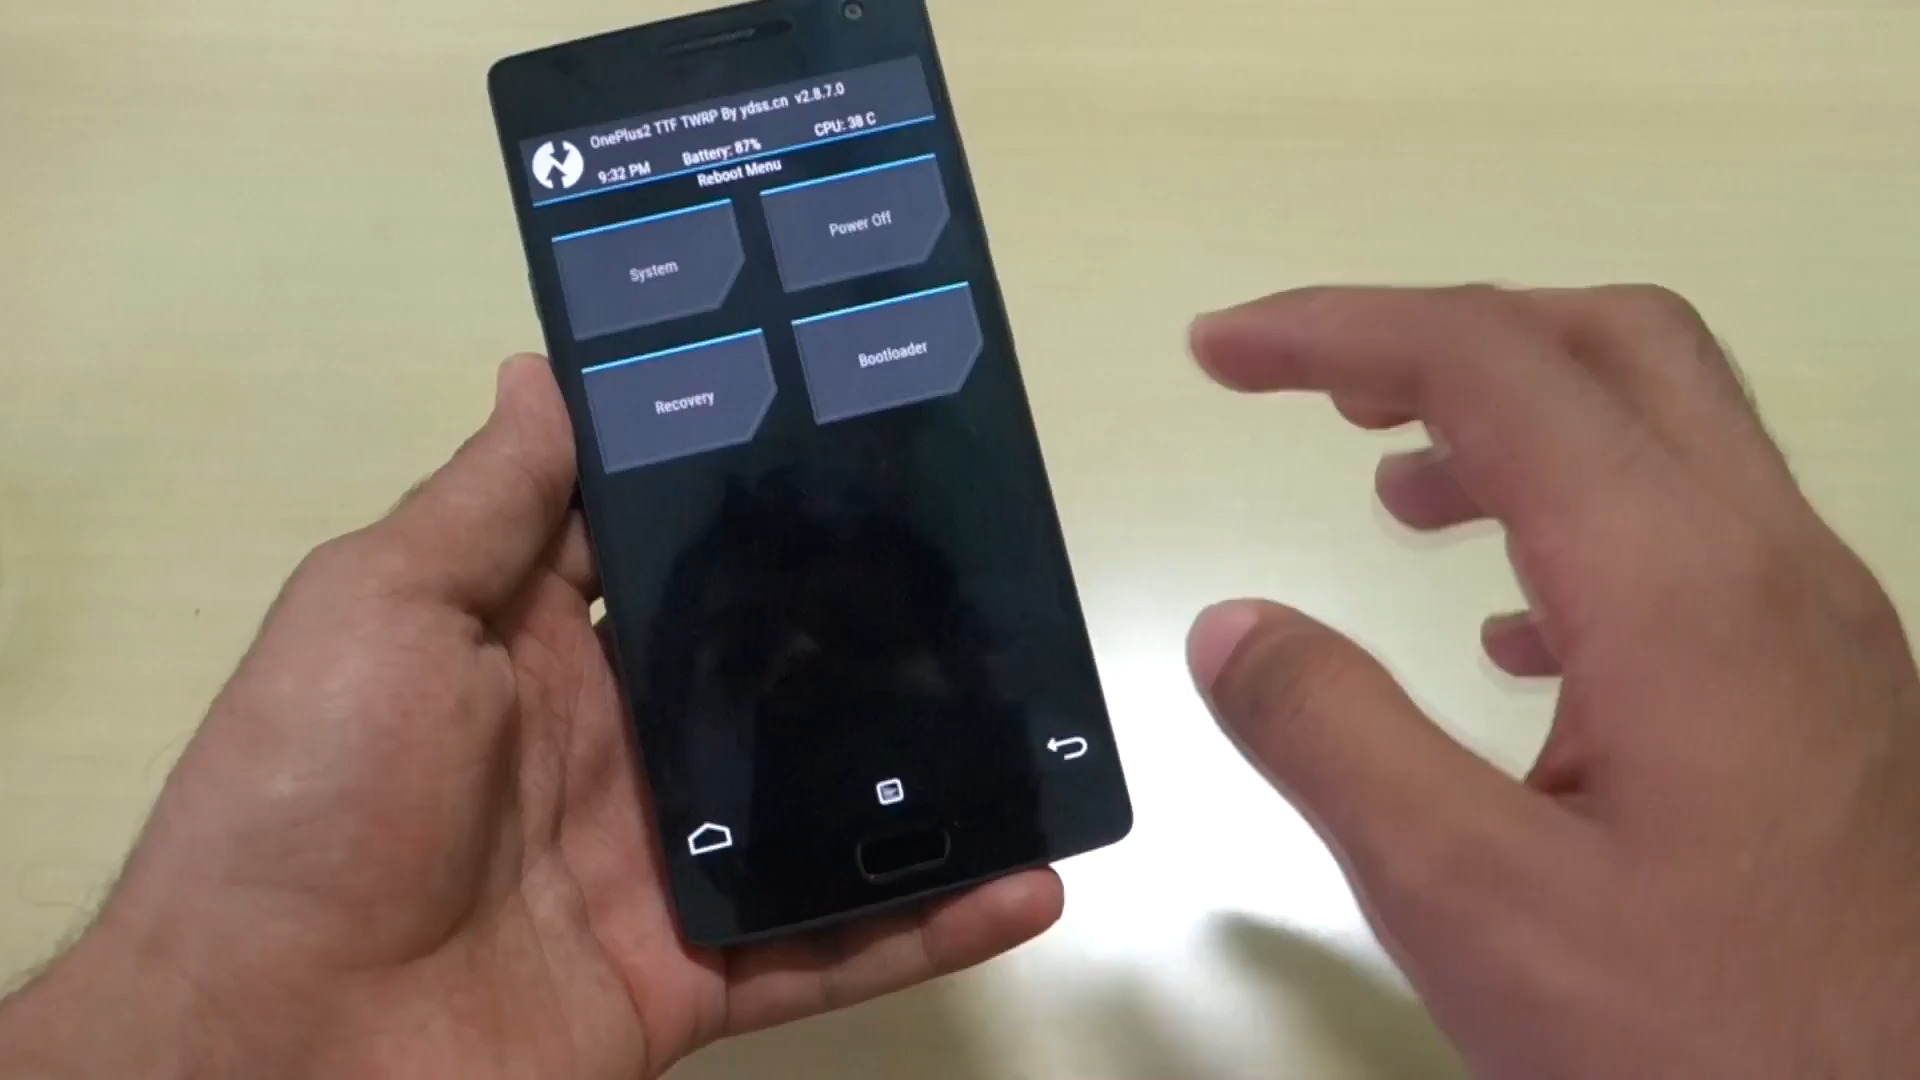 OnePlus2 TTF TWRP By ydss.cn v2.8.7.0
9:32 PM Battery: 87% CPU: 38 C
Reboot Menu
System
Power Off
Recovery
Bootloader